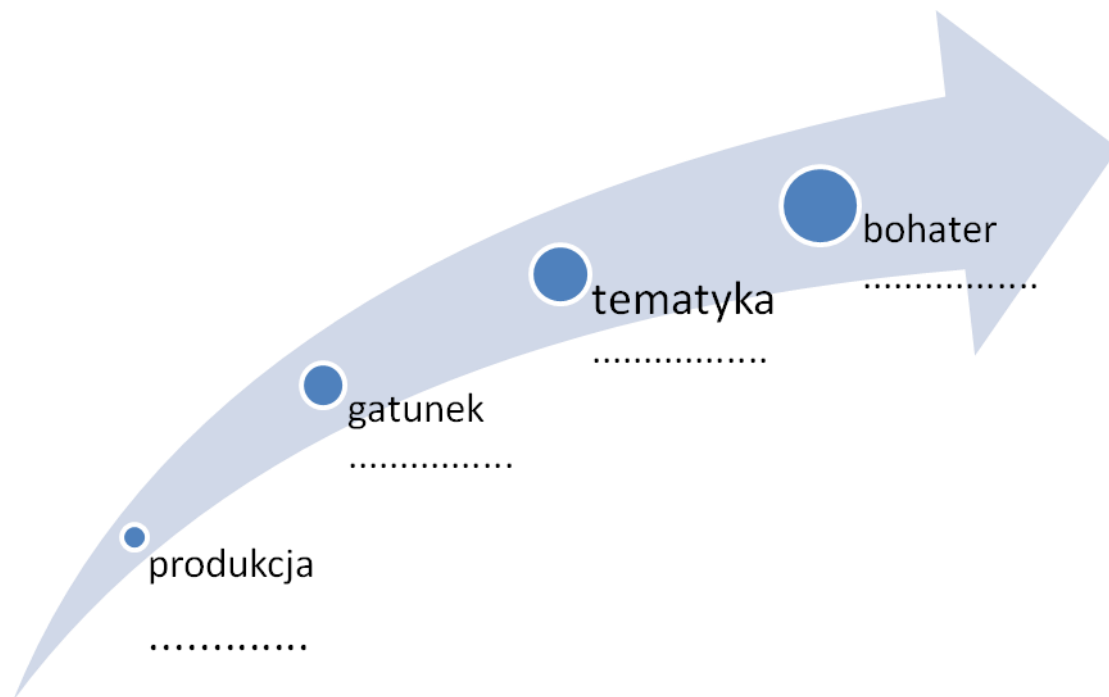 bohater
.................
tematyka
.................
gatunek
................
produkcja
.............